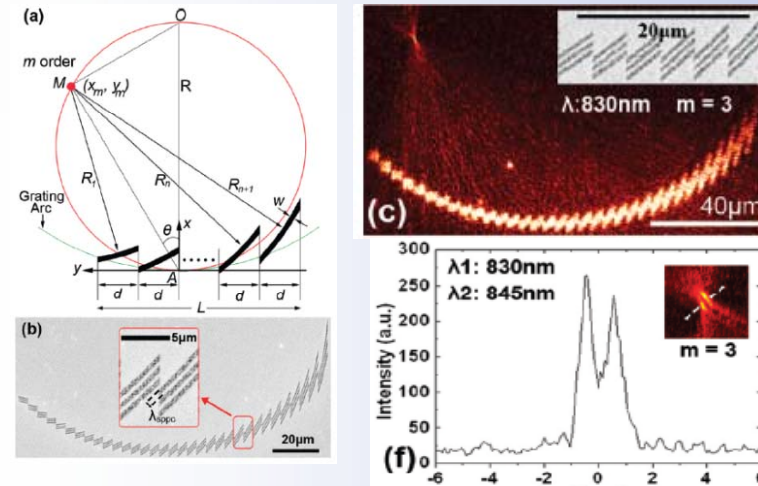 (a)
O
m order
M
(xm, ym)
R
R1
Rn
Rn+1
w
Grating
Arc
θ
x
y
A
d
d
d
d
L
(b)
5μm
λsppo
20μm
20μm
λ:830nm m = 3
(c)
40μm
300
250
200
150
100
50
0
Intensity (a.u.)
λ1: 830nm
λ2: 845nm
m = 3
(f)
-6 -4 -2 0 2 4 6